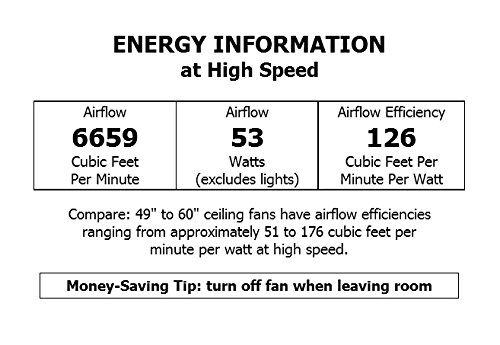 ENERGY INFORMATION
at High Speed
Airflow
6659
Cubic Feet
Per Minute
Airflow
53
Watts
(excludes lights)
Airflow Efficiency
126
Cubic Feet Per
Minute Per Watt
Compare: 49" to 60" ceiling fans have airflow efficiencies
ranging from approximately 51 to 176 cubic feet per
minute per watt at high speed.
Money-Saving Tip: turn off fan when leaving room